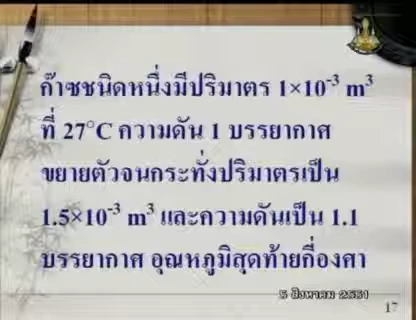 ก๊าซชนิดหนึ่งมีปริมาตร 1×10⁻³ m³
ที่ 27°C ความดัน 1 บรรยากาศ
ขยายตัวจนกระทั่งปริมาตรเป็น
1.5×10⁻³ m³ และความดันเป็น 1.1
บรรยากาศ อุณหภูมิสุดท้ายกี่องศา
5 สิงหาคม 2551
17